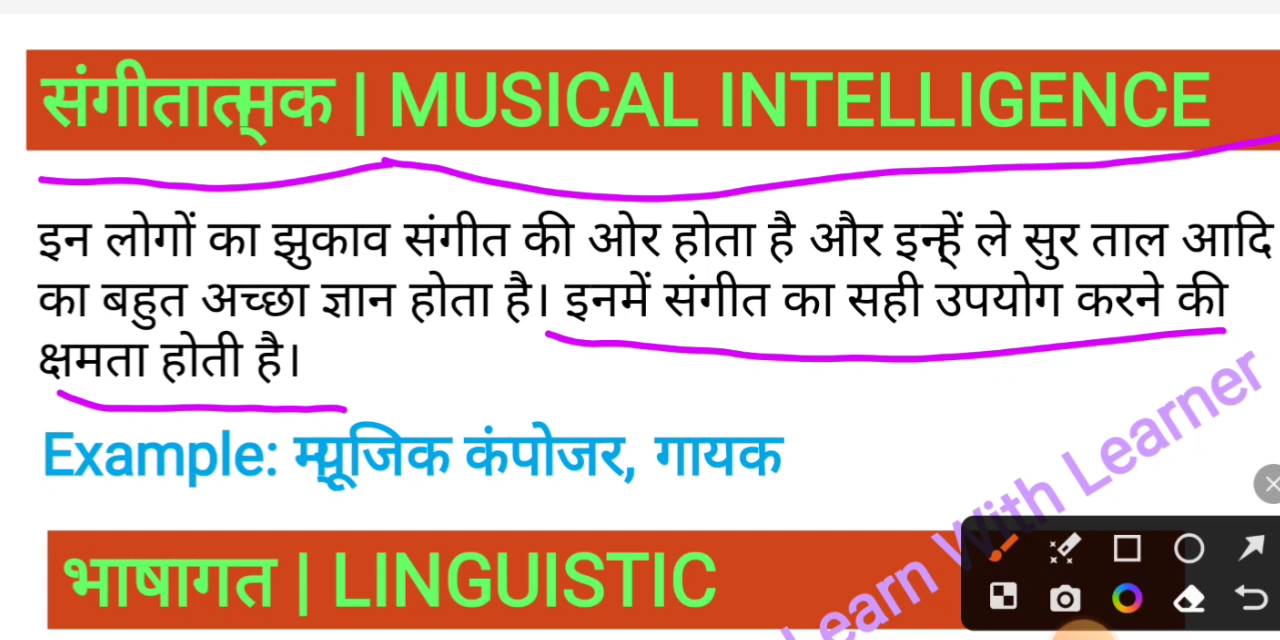 संगीतात्मक | MUSICAL INTELLIGENCE
इन लोगों का झुकाव संगीत की ओर होता है और इन्हें ले सुर ताल आदि
का बहुत अच्छा ज्ञान होता है। इनमें संगीत का सही उपयोग करने की
क्षमता होती है।
Example: म्यूजिक कंपोजर, गायक
भाषागत | LINGUISTIC
Learn With Learner